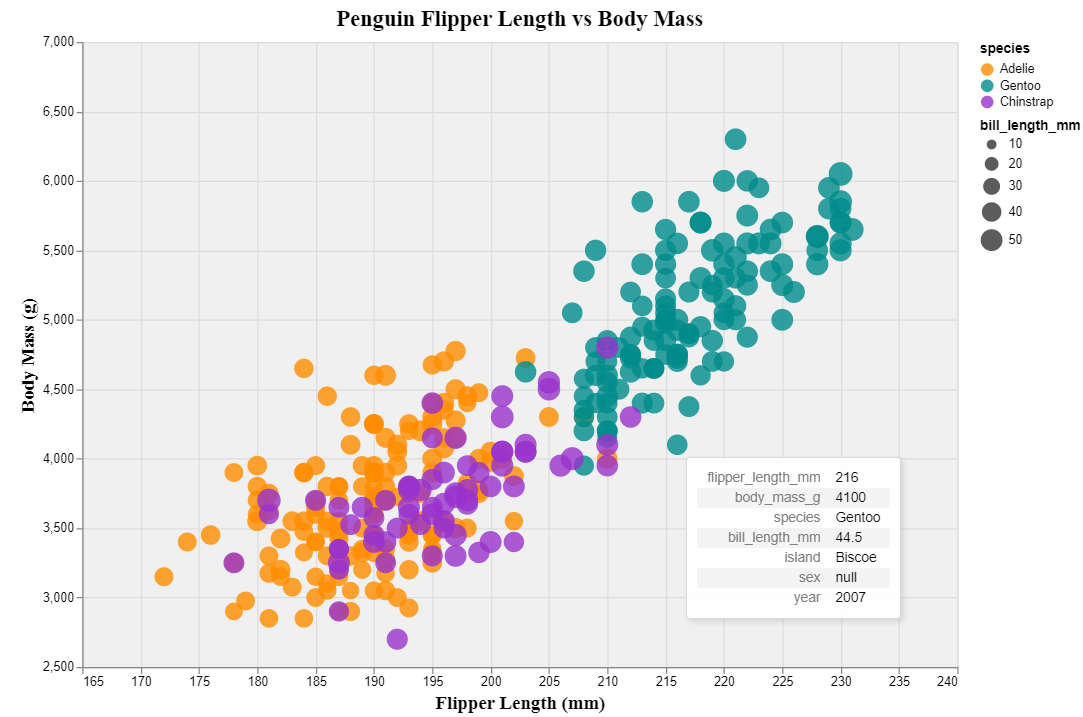 Penguin Flipper Length vs Body Mass
7,000
6,500
6,000
5,500
5,000
4,500
4,000
3,500
3,000
2,500
Body Mass (g)
165 170 175 180 185 190 195 200 205 210 215 220 225 230 235 240
Flipper Length (mm)
species
Adelie
Gentoo
Chinstrap
bill_length_mm
10
20
30
40
50
flipper_length_mm 216
body_mass_g 4100
species Gentoo
bill_length_mm 44.5
island Biscoe
sex null
year 2007